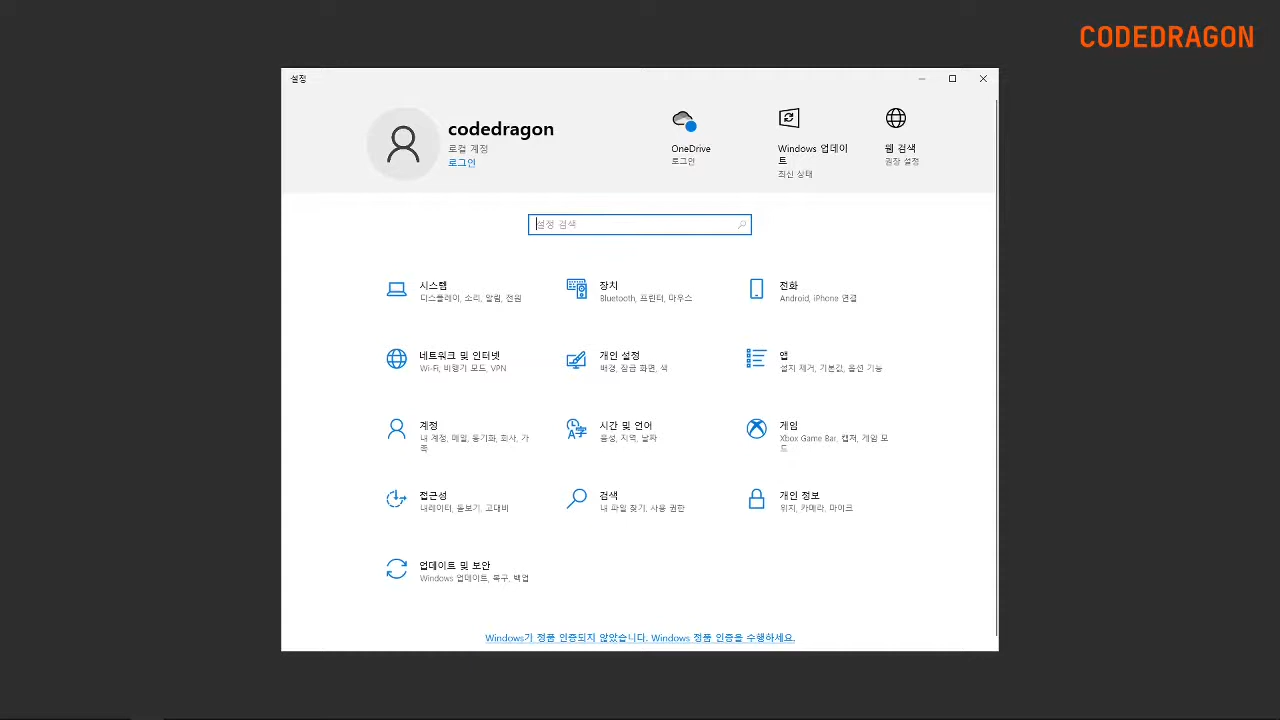 CODEDRAGON
설정
codedragon
로컬 계정
로그인
OneDrive
로그인
Windows 업데이
트
최신 상태
웹 검색
권장 설정
설정 검색
시스템
디스플레이, 소리, 알림, 전원
장치
Bluetooth, 프린터, 마우스
전화
Android, iPhone 연결
네트워크 및 인터넷
Wi-Fi, 비행기 모드, VPN
개인 설정
배경, 잠금 화면, 색
앱
설치 제거, 기본값, 옵션 기능
계정
내 계정, 메일, 동기화, 회사, 가
족
시간 및 언어
음성, 지역, 날짜
게임
Xbox Game Bar, 캡처, 게임 모
드
접근성
내레이터, 돋보기, 고대비
검색
내 파일 찾기, 사용 권한
개인 정보
위치, 카메라, 마이크
업데이트 및 보안
Windows 업데이트, 복구, 백업
Windows가 정품 인증되지 않았습니다. Windows 정품 인증을 수행하세요.